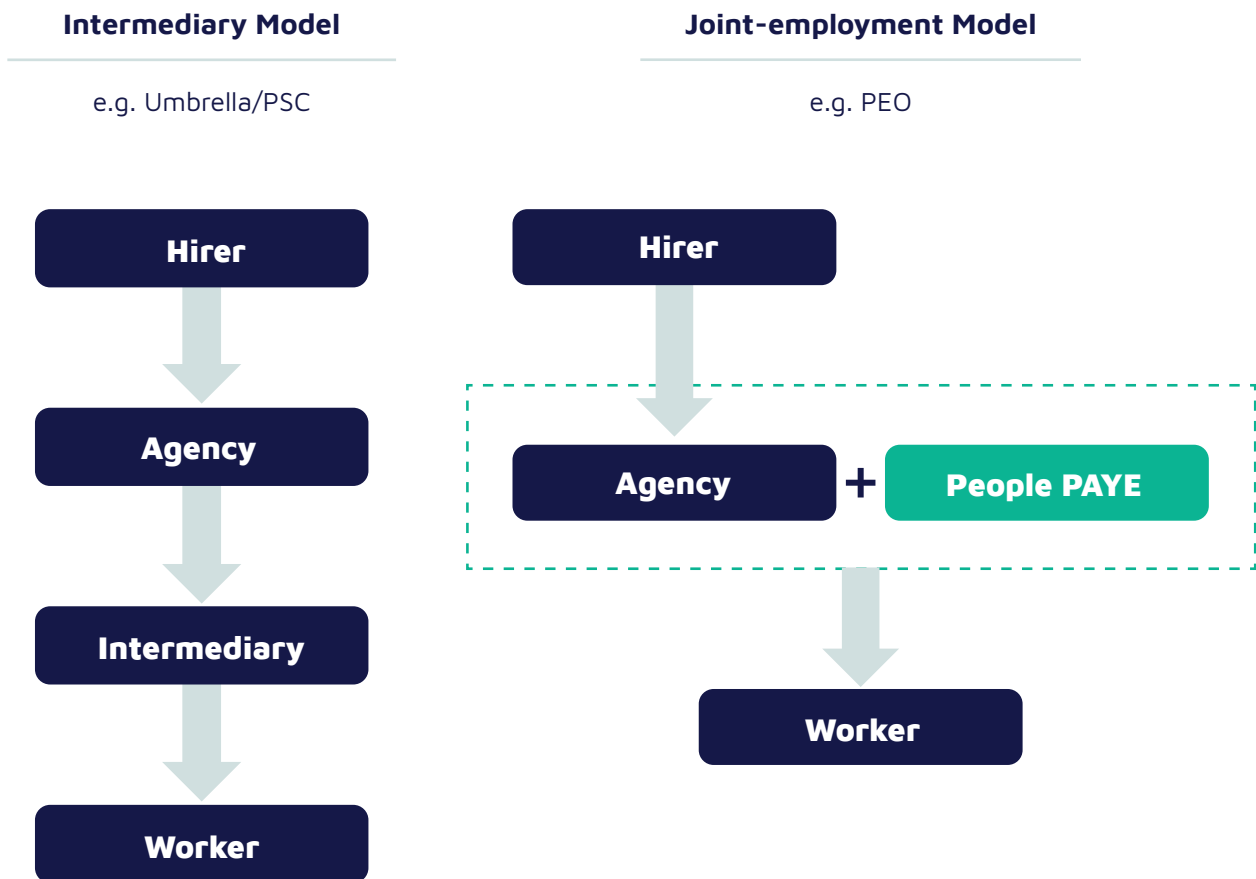 Intermediary Model
e.g. Umbrella/PSC
Hirer
Agency
Intermediary
Worker
Joint-employment Model
e.g. PEO
Hirer
Agency + People PAYE
Worker